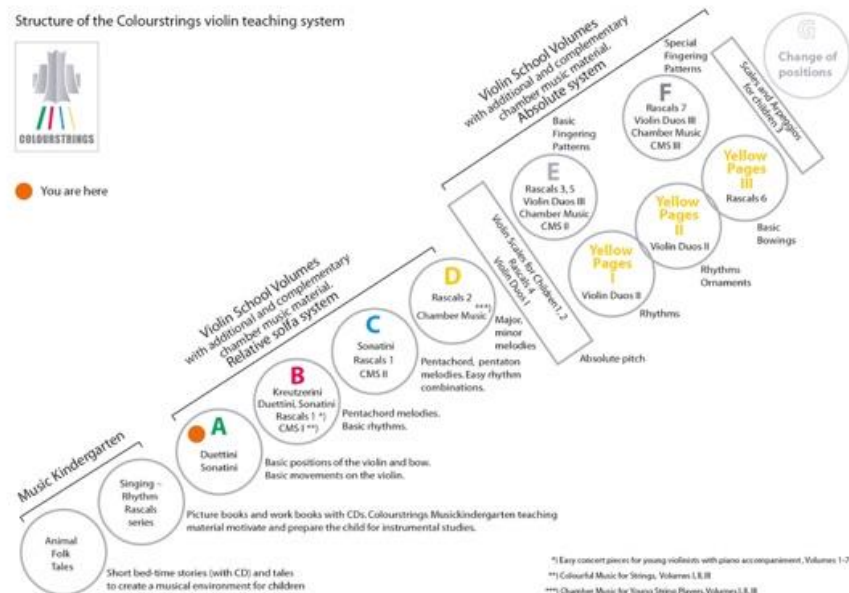 Structure of the Colourstrings violin teaching system
COLOURSTRINGS
You are here
Music Kindergarten
Animal
Folk
Tales
Short bed-time stories (with CD) and tales
to create a musical environment for children
Singing –
Rhythm
Rascals
series
Picture books and work books with CDs. Colourstrings Musickindergarten teaching
material motivate and prepare the child for instrumental studies.
Violin School Volumes
with additional and complementary
chamber music material.
Relative solfa system
A
Duettini
Sonatini
Basic positions of the violin and bow.
Basic movements on the violin.
B
Kreutzerini
Duettini, Sonatini
Rascals 1 *)
CMS I **)
Pentachord melodies.
Basic rhythms.
C
Sonatini
Rascals 1
CMS II
Pentachord, pentaton
melodies. Easy rhythm
combinations.
D
Rascals 2
***)
Chamber Music
Major,
minor
melodies
Violin Scales for Children 1, 2
Rascals 4
Violin Duos I
Absolute pitch
Violin School Volumes
with additional and complementary
chamber music material.
Absolute system
Basic
Fingering
Patterns
E
Rascals 3, 5
Violin Duos III
Chamber Music
CMS II
Special
Fingering
Patterns
F
Rascals 7
Violin Duos III
Chamber Music
CMS III
Yellow
Pages
I
Violin Duos II
Rhythms
Yellow
Pages
II
Violin Duos II
Rhythms
Ornaments
Yellow
Pages
III
Rascals 6
Basic
Bowings
Scales and Arpeggios
for children 3
G
Change of
positions
*) Easy concert pieces for young violinists with piano accompaniment, Volumes 1-7
**) Colourful Music for Strings, Volumes I, II, III
***) Chamber Music for Young String Players, Volumes I, II, III